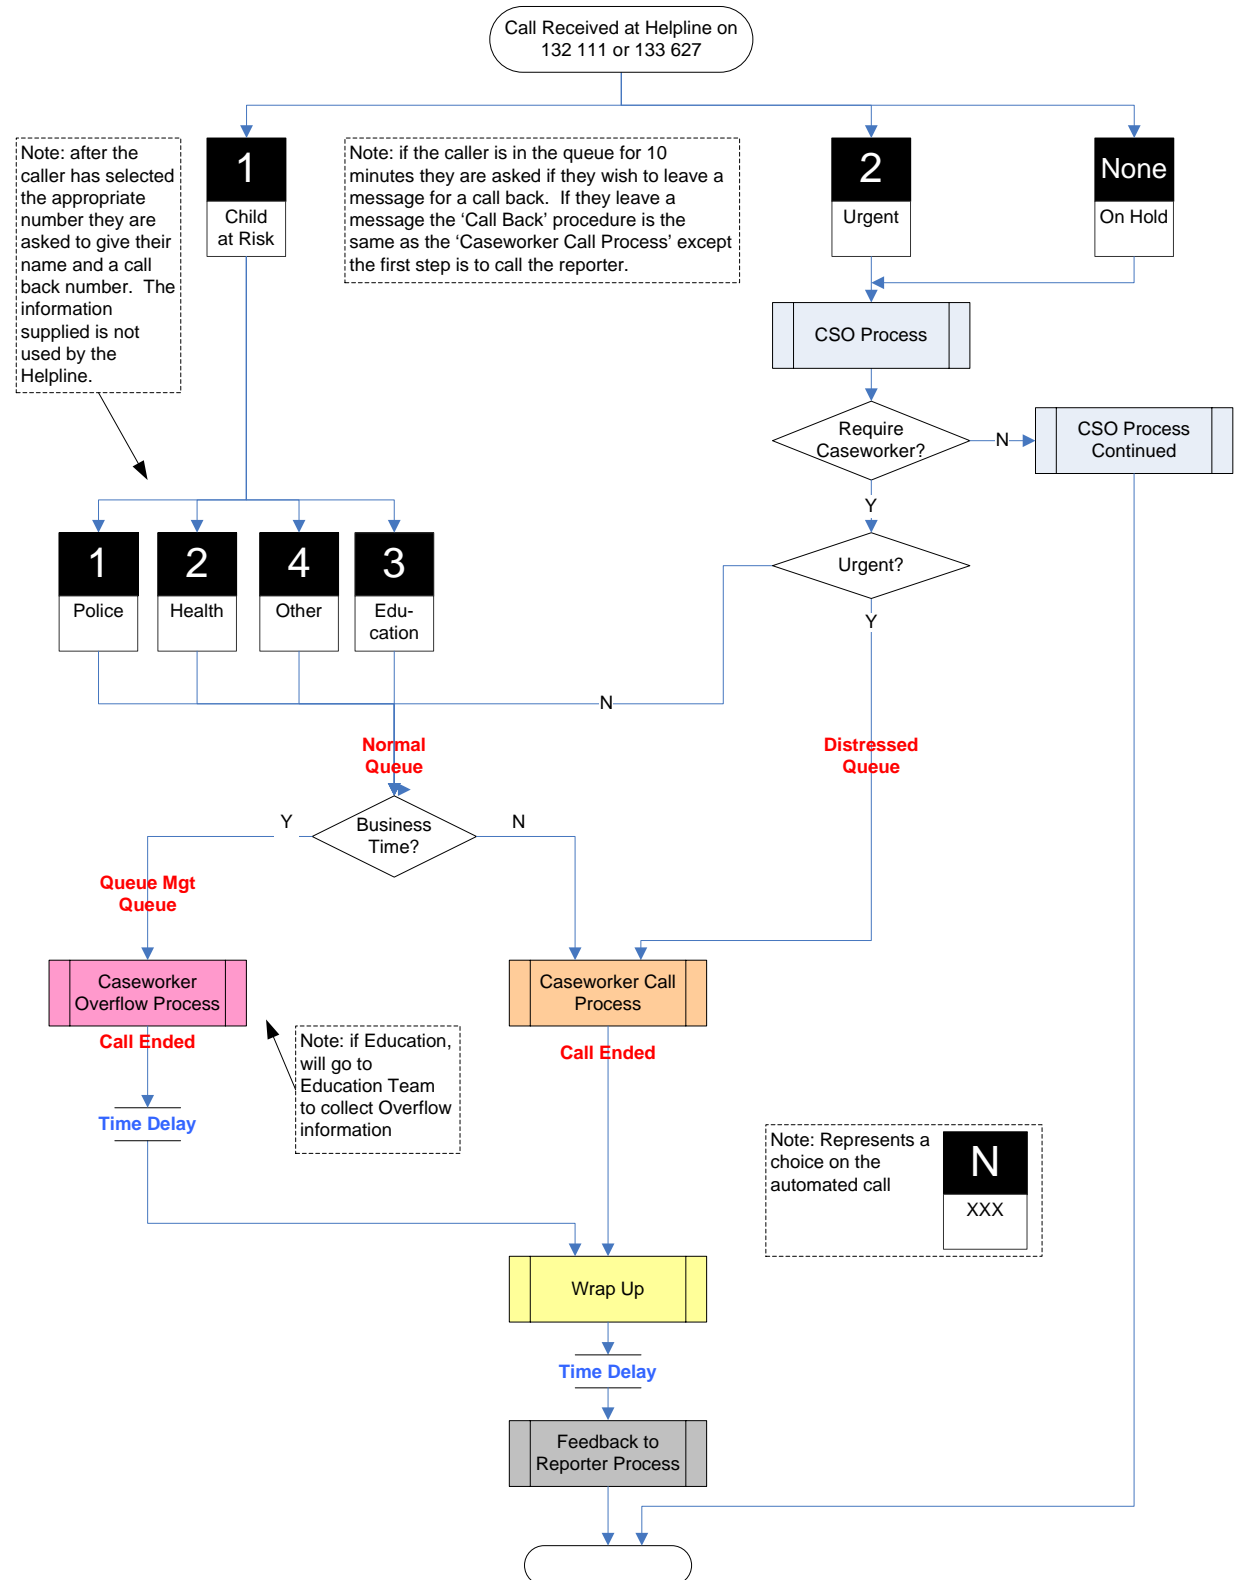 Call Received at Helpline on
132 111 or 133 627
Note: after the
caller has selected
the appropriate
number they are
asked to give their
name and a call
back number.  The
information
supplied is not
used by the
Helpline.
1
Child
at Risk
Note: if the caller is in the queue for 10
minutes they are asked if they wish to leave a
message for a call back.  If they leave a
message the ‘Call Back’ procedure is the
same as the ‘Caseworker Call Process’ except
the first step is to call the reporter.
2
Urgent
None
On Hold
CSO Process
Require
Caseworker?
N
CSO Process
Continued
Y
1
Police
2
Health
4
Other
3
Edu-
cation
Urgent?
Y
N
Normal
Queue
Distressed
Queue
Y
Business
Time?
N
Queue Mgt
Queue
Caseworker
Overflow Process
Caseworker Call
Process
Call Ended
Note: if Education,
will go to
Education Team
to collect Overflow
information
Call Ended
Time Delay
Note: Represents a
choice on the
automated call
N
XXX
Wrap Up
Time Delay
Feedback to
Reporter Process